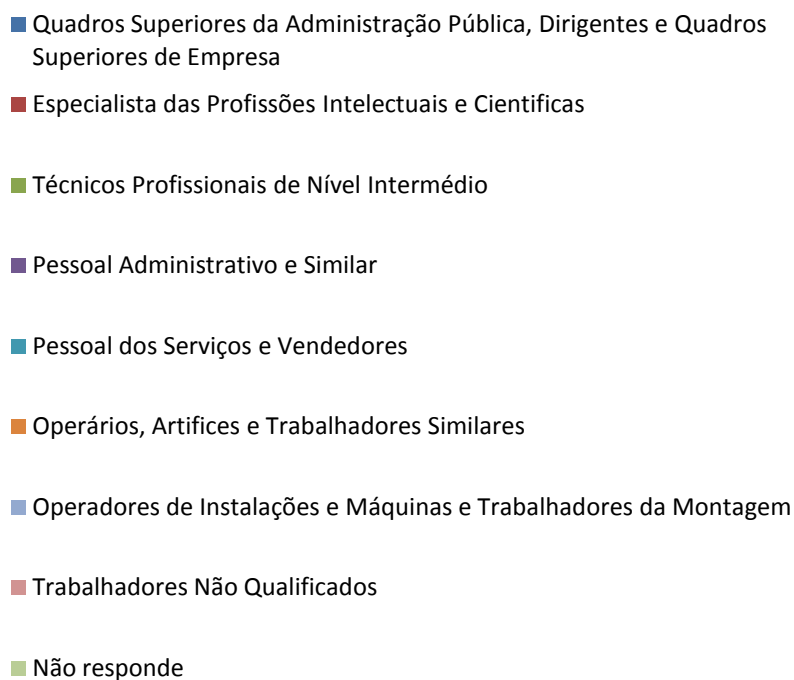 Quadros Superiores da Administração Pública, Dirigentes e Quadros
Superiores de Empresa
Especialista das Profissões Intelectuais e Cientificas
Técnicos Profissionais de Nível Intermédio
Pessoal Administrativo e Similar
Pessoal dos Serviços e Vendedores
Operários, Artifices e Trabalhadores Similares
Operadores de Instalações e Máquinas e Trabalhadores da Montagem
Trabalhadores Não Qualificados
Não responde